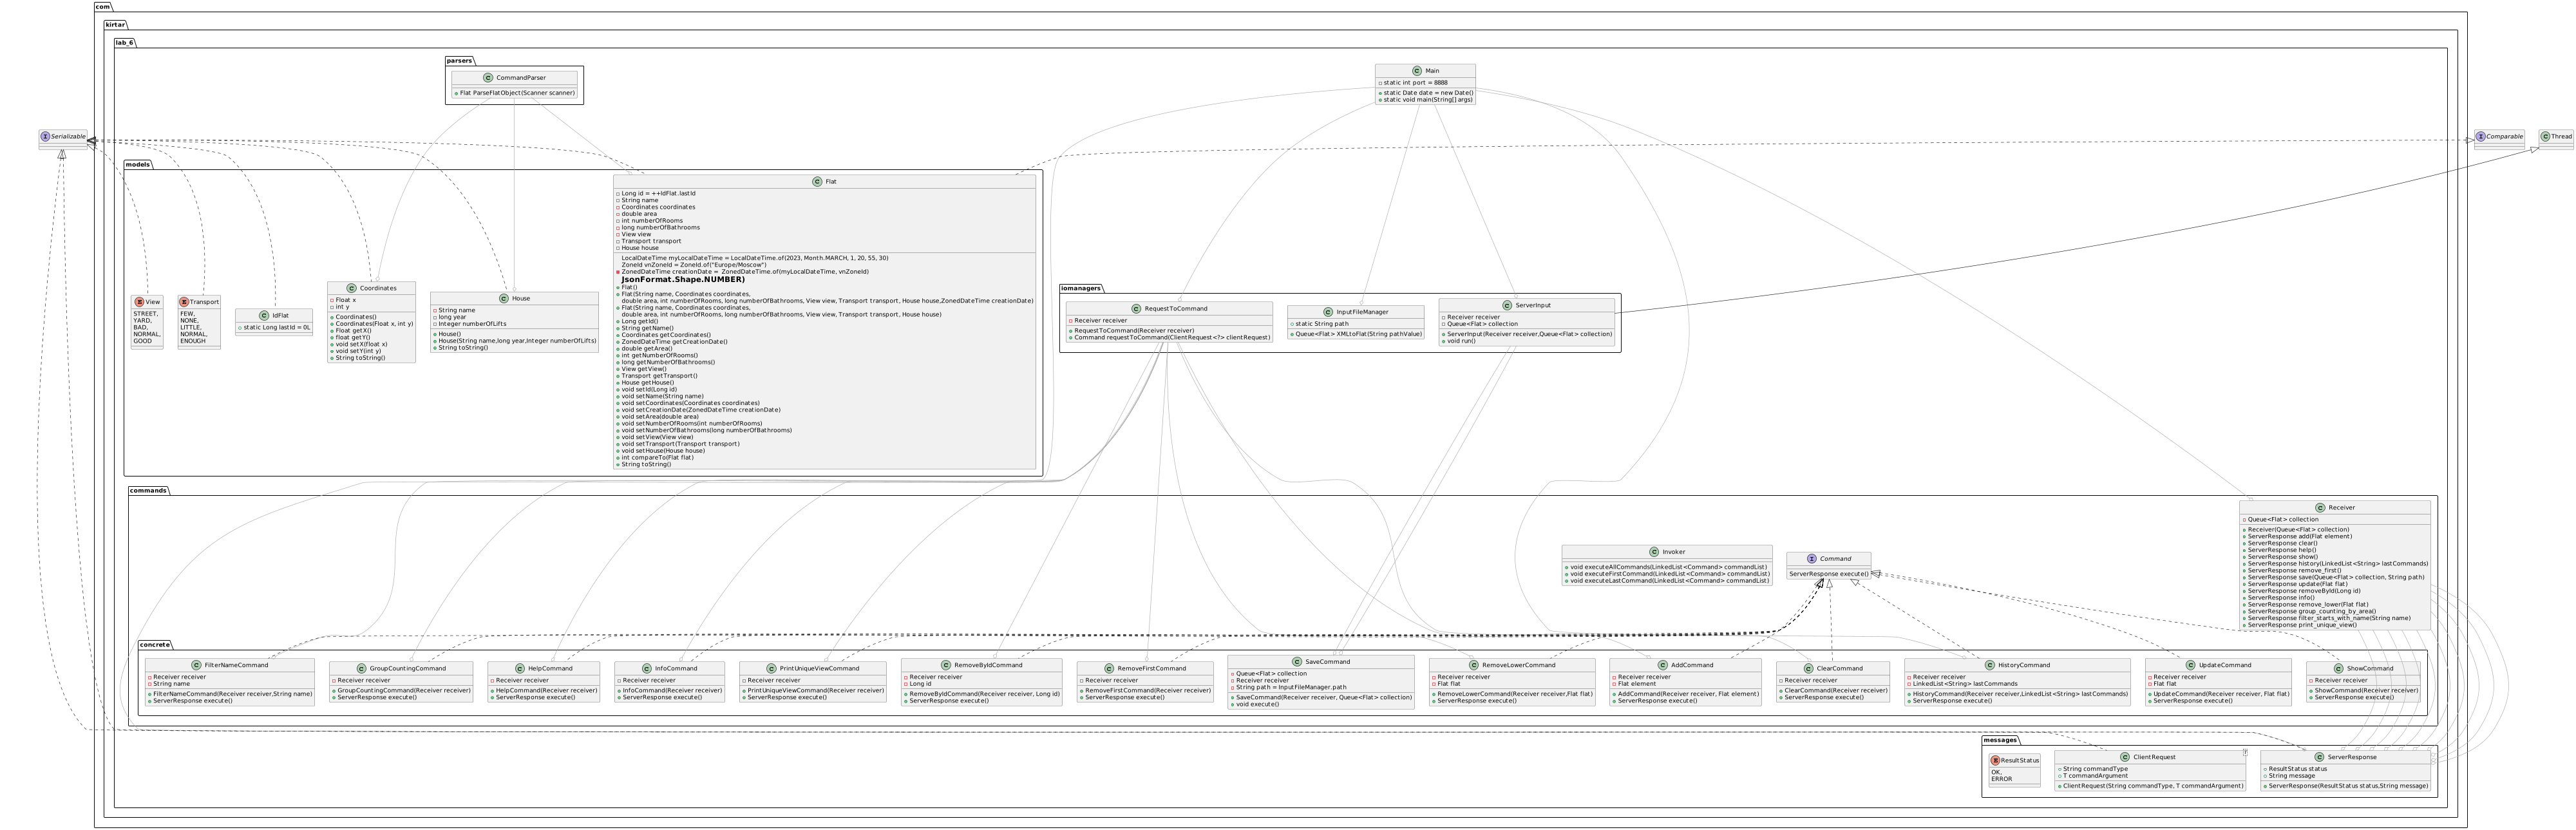 com
kirtar
lab_6
parsers
C CommandParser
Flat ParseFlatObject(Scanner scanner)
C Main
static int port = 8888
static Date date = new Date()
static void main(String[] args)
I Serializable
I Comparable
C Thread
models
E View
STREET,
YARD,
BAD,
NORMAL,
GOOD
E Transport
FEW,
NONE,
LITTLE,
NORMAL,
ENOUGH
C IdFlat
static Long lastId = 0L
C Coordinates
Float x
int y
Coordinates()
Coordinates(Float x, int y)
Float getX()
float getY()
void setX(float x)
void setY(int y)
String toString()
C House
String name
long year
Integer numberOfLifts
House()
House(String name,long year,Integer numberOfLifts)
String toString()
C Flat
Long id = ++IdFlat.lastId
String name
Coordinates coordinates
double area
int numberOfRooms
long numberOfBathrooms
View view
Transport transport
House house
LocalDateTime myLocalDateTime = LocalDateTime.of(2023, Month.MARCH, 1, 20, 55, 30)
ZoneId vnZoneId = ZoneId.of("Europe/Moscow")
ZonedDateTime creationDate = ZonedDateTime.of(myLocalDateTime, vnZoneId)
JsonFormat.Shape.NUMBER)
Flat()
Flat(String name, Coordinates coordinates,
double area, int numberOfRooms, long numberOfBathrooms, View view, Transport transport, House house,ZonedDateTime creationDate)
Flat(String name, Coordinates coordinates,
double area, int numberOfRooms, long numberOfBathrooms, View view, Transport transport, House house)
Long getId()
String getName()
Coordinates getCoordinates()
ZonedDateTime getCreationDate()
double getArea()
int getNumberOfRooms()
long getNumberOfBathrooms()
View getView()
Transport getTransport()
House getHouse()
void setId(Long id)
void setName(String name)
void setCoordinates(Coordinates coordinates)
void setCreationDate(ZonedDateTime creationDate)
void setArea(double area)
void setNumberOfRooms(int numberOfRooms)
void setNumberOfBathrooms(long numberOfBathrooms)
void setView(View view)
void setTransport(Transport transport)
void setHouse(House house)
int compareTo(Flat flat)
String toString()
iomanagers
C RequestToCommand
Receiver receiver
RequestToCommand(Receiver receiver)
Command requestToCommand(ClientRequest<?> clientRequest)
C InputFileManager
static String path
Queue<Flat> XMLtoFlat(String pathValue)
C ServerInput
Receiver receiver
Queue<Flat> collection
ServerInput(Receiver receiver,Queue<Flat> collection)
void run()
commands
C Invoker
void executeAllCommands(LinkedList<Command> commandList)
void executeFirstCommand(LinkedList<Command> commandList)
void executeLastCommand(LinkedList<Command> commandList)
I Command
ServerResponse execute()
C Receiver
Queue<Flat> collection
Receiver(Queue<Flat> collection)
ServerResponse add(Flat element)
ServerResponse clear()
ServerResponse help()
ServerResponse show()
ServerResponse history(LinkedList<String> lastCommands)
ServerResponse remove_first()
ServerResponse save(Queue<Flat> collection, String path)
ServerResponse update(Flat flat)
ServerResponse removeById(Long id)
ServerResponse info()
ServerResponse remove_lower(Flat flat)
ServerResponse group_counting_by_area()
ServerResponse filter_starts_with_name(String name)
ServerResponse print_unique_view()
concrete
C FilterNameCommand
Receiver receiver
String name
FilterNameCommand(Receiver receiver,String name)
ServerResponse execute()
C GroupCountingCommand
Receiver receiver
GroupCountingCommand(Receiver receiver)
ServerResponse execute()
C HelpCommand
Receiver receiver
HelpCommand(Receiver receiver)
ServerResponse execute()
C InfoCommand
Receiver receiver
InfoCommand(Receiver receiver)
ServerResponse execute()
C PrintUniqueViewCommand
Receiver receiver
PrintUniqueViewCommand(Receiver receiver)
ServerResponse execute()
C RemoveByIdCommand
Receiver receiver
Long id
RemoveByIdCommand(Receiver receiver, Long id)
ServerResponse execute()
C RemoveFirstCommand
Receiver receiver
RemoveFirstCommand(Receiver receiver)
ServerResponse execute()
C SaveCommand
Queue<Flat> collection
Receiver receiver
String path = InputFileManager.path
SaveCommand(Receiver receiver, Queue<Flat> collection)
void execute()
C RemoveLowerCommand
Receiver receiver
Flat flat
RemoveLowerCommand(Receiver receiver,Flat flat)
ServerResponse execute()
C AddCommand
Receiver receiver
Flat element
AddCommand(Receiver receiver, Flat element)
ServerResponse execute()
C ClearCommand
Receiver receiver
ClearCommand(Receiver receiver)
ServerResponse execute()
C HistoryCommand
Receiver receiver
LinkedList<String> lastCommands
HistoryCommand(Receiver receiver,LinkedList<String> lastCommands)
ServerResponse execute()
C UpdateCommand
Receiver receiver
Flat flat
UpdateCommand(Receiver receiver, Flat flat)
ServerResponse execute()
C ShowCommand
Receiver receiver
ShowCommand(Receiver receiver)
ServerResponse execute()
messages
E ResultStatus
OK,
ERROR
C ClientRequest
String commandType
T commandArgument
ClientRequest(String commandType, T commandArgument)
C ServerResponse
ResultStatus status
String message
ServerResponse(ResultStatus status,String message)